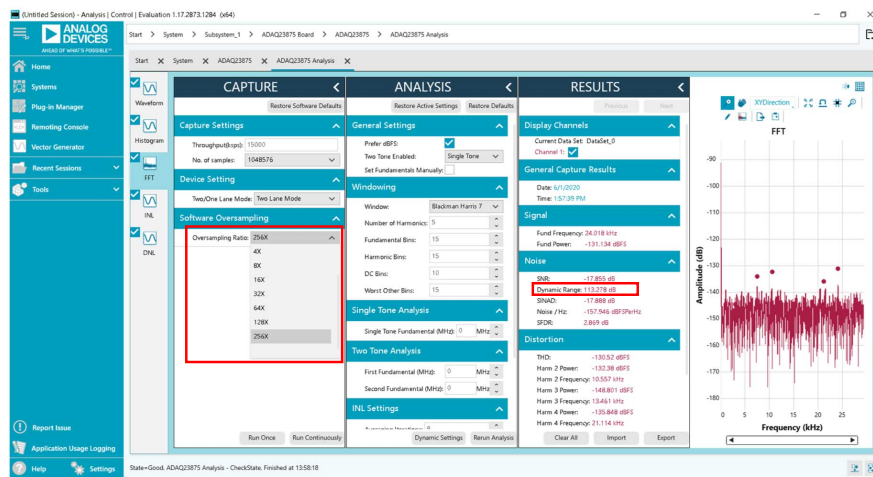 (Untitled Session) - Analysis | Control | Evaluation 1.17.2873.1284 (x64)
ANALOG
DEVICES
AHEAD OF WHAT'S POSSIBLE™
Start > System > Subsystem_1 > ADAQ23875 Board > ADAQ23875 > ADAQ23875 Analysis
Start X System X ADAQ23875 X ADAQ23875 Analysis X
Home
Systems
Plug-in Manager
Remoting Console
Vector Generator
Recent Sessions
Tools
Report Issue
Application Usage Logging
Help
Settings
Waveform
Histogram
FFT
INL
DNL
CAPTURE
Restore Software Defaults
Capture Settings
Throughput(ksps): 15000
No. of samples: 1048576
Device Setting
Two/One Lane Mode: Two Lane Mode
Software Oversampling
Oversampling Ratio: 256X
4X
8X
16X
32X
64X
128X
256X
Run Once Run Continuously
ANALYSIS
Restore Active Settings Restore Defaults
General Settings
Prefer dBFS:
Two Tone Enabled: Single Tone
Set Fundamentals Manually:
Windowing
Window: Blackman Harris 7
Number of Harmonics: 5
Fundamental Bins: 15
Harmonic Bins: 15
DC Bins: 10
Worst Other Bins: 15
Single Tone Analysis
Single Tone Fundamental (MHz): 0 MHz
Two Tone Analysis
First Fundamental (MHz): 0 MHz
Second Fundamental (MHz): 0 MHz
INL Settings
Dynamic Settings Rerun Analysis
RESULTS
Previous Next
Display Channels
Current Data Set: DataSet_0
Channel 1:
General Capture Results
Date: 6/1/2020
Time: 1:57:39 PM
Signal
Fund Frequency: 24.018 kHz
Fund Power: -131.134 dBFS
Noise
SNR: -17.855 dB
Dynamic Range: 113.278 dB
SINAD: -17.888 dB
Noise / Hz: -157.946 dBFSPerHz
SFDR: 2.869 dB
Distortion
THD: -130.52 dBFS
Harm 2 Power: -132.38 dBFS
Harm 2 Frequency: 10.557 kHz
Harm 3 Power: -148.801 dBFS
Harm 3 Frequency: 13.461 kHz
Harm 4 Power: -135.848 dBFS
Harm 4 Frequency: 21.114 kHz
Clear All Import Export
XYDirection
FFT
Amplitude (dB)
-90
-100
-110
-120
-130
-140
-150
-160
-170
-180
0 5 10 15 20 25
Frequency (kHz)
State=Good. ADAQ23875 Analysis - CheckState. Finished at 13:58:18